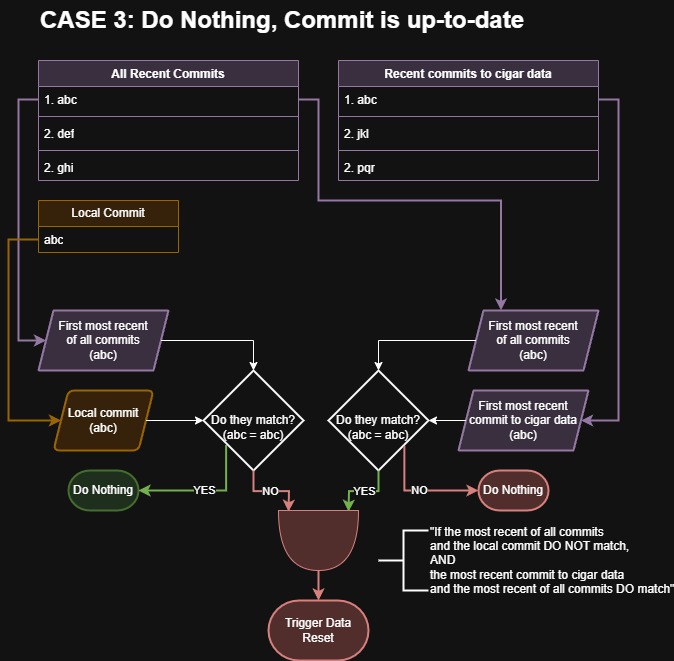 CASE 3: Do Nothing, Commit is up-to-date
All Recent Commits
1. abc
2. def
2. ghi
Recent commits to cigar data
1. abc
2. jkl
2. pqr
Local Commit
abc
First most recent
of all commits
(abc)
First most recent
of all commits
(abc)
Local commit
(abc)
Do they match?
(abc = abc)
Do they match?
(abc = abc)
First most recent
commit to cigar data
(abc)
Do Nothing
YES
NO
YES
NO
Do Nothing
"If the most recent of all commits
and the local commit DO NOT match,
AND
the most recent commit to cigar data
and the most recent of all commits DO match"
Trigger Data
Reset